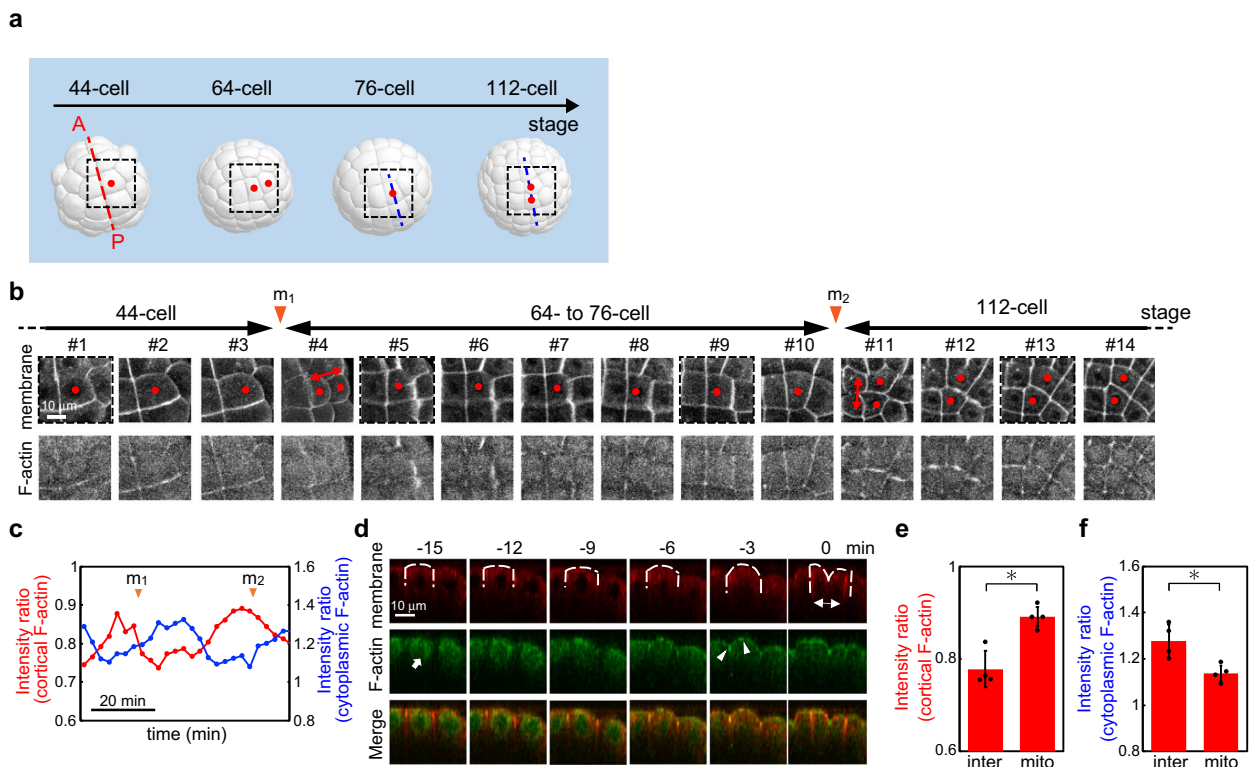 a
44-cell 64-cell 76-cell 112-cell
stage
A
P
b
m1 m2
44-cell 64- to 76-cell 112-cell stage
#1 #2 #3 #4 #5 #6 #7 #8 #9 #10 #11 #12 #13 #14
membrane
10 µm
F-actin
c
Intensity ratio
(cortical F-actin)
1
0.9
0.8
0.7
0.6
m1 m2
20 min
time (min)
1.6
1.4
1.2
1
0.8
Intensity ratio
(cytoplasmic F-actin)
d
-15 -12 -9 -6 -3 0 min
membrane
10 µm
F-actin
Merge
e
Intensity ratio
(cortical F-actin)
1
0.8
0.6
*
inter mito
f
Intensity ratio
(cytoplasmic F-actin)
1.6
1.4
1.2
1
0.8
*
inter mito